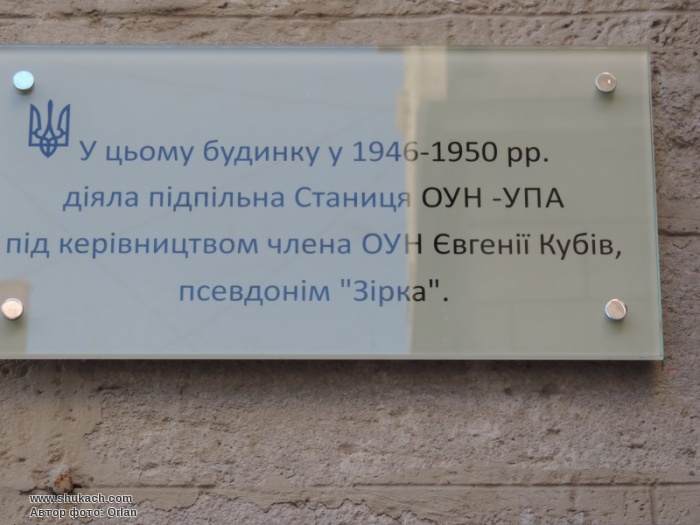 У цьому будинку у 1946-1950 рр.
діяла підпільна Станиця ОУН -УПА
під керівництвом члена ОУН Євгенії Кубів,
псевдонім "Зірка".
www.shukach.com
Автор фото: Orlan